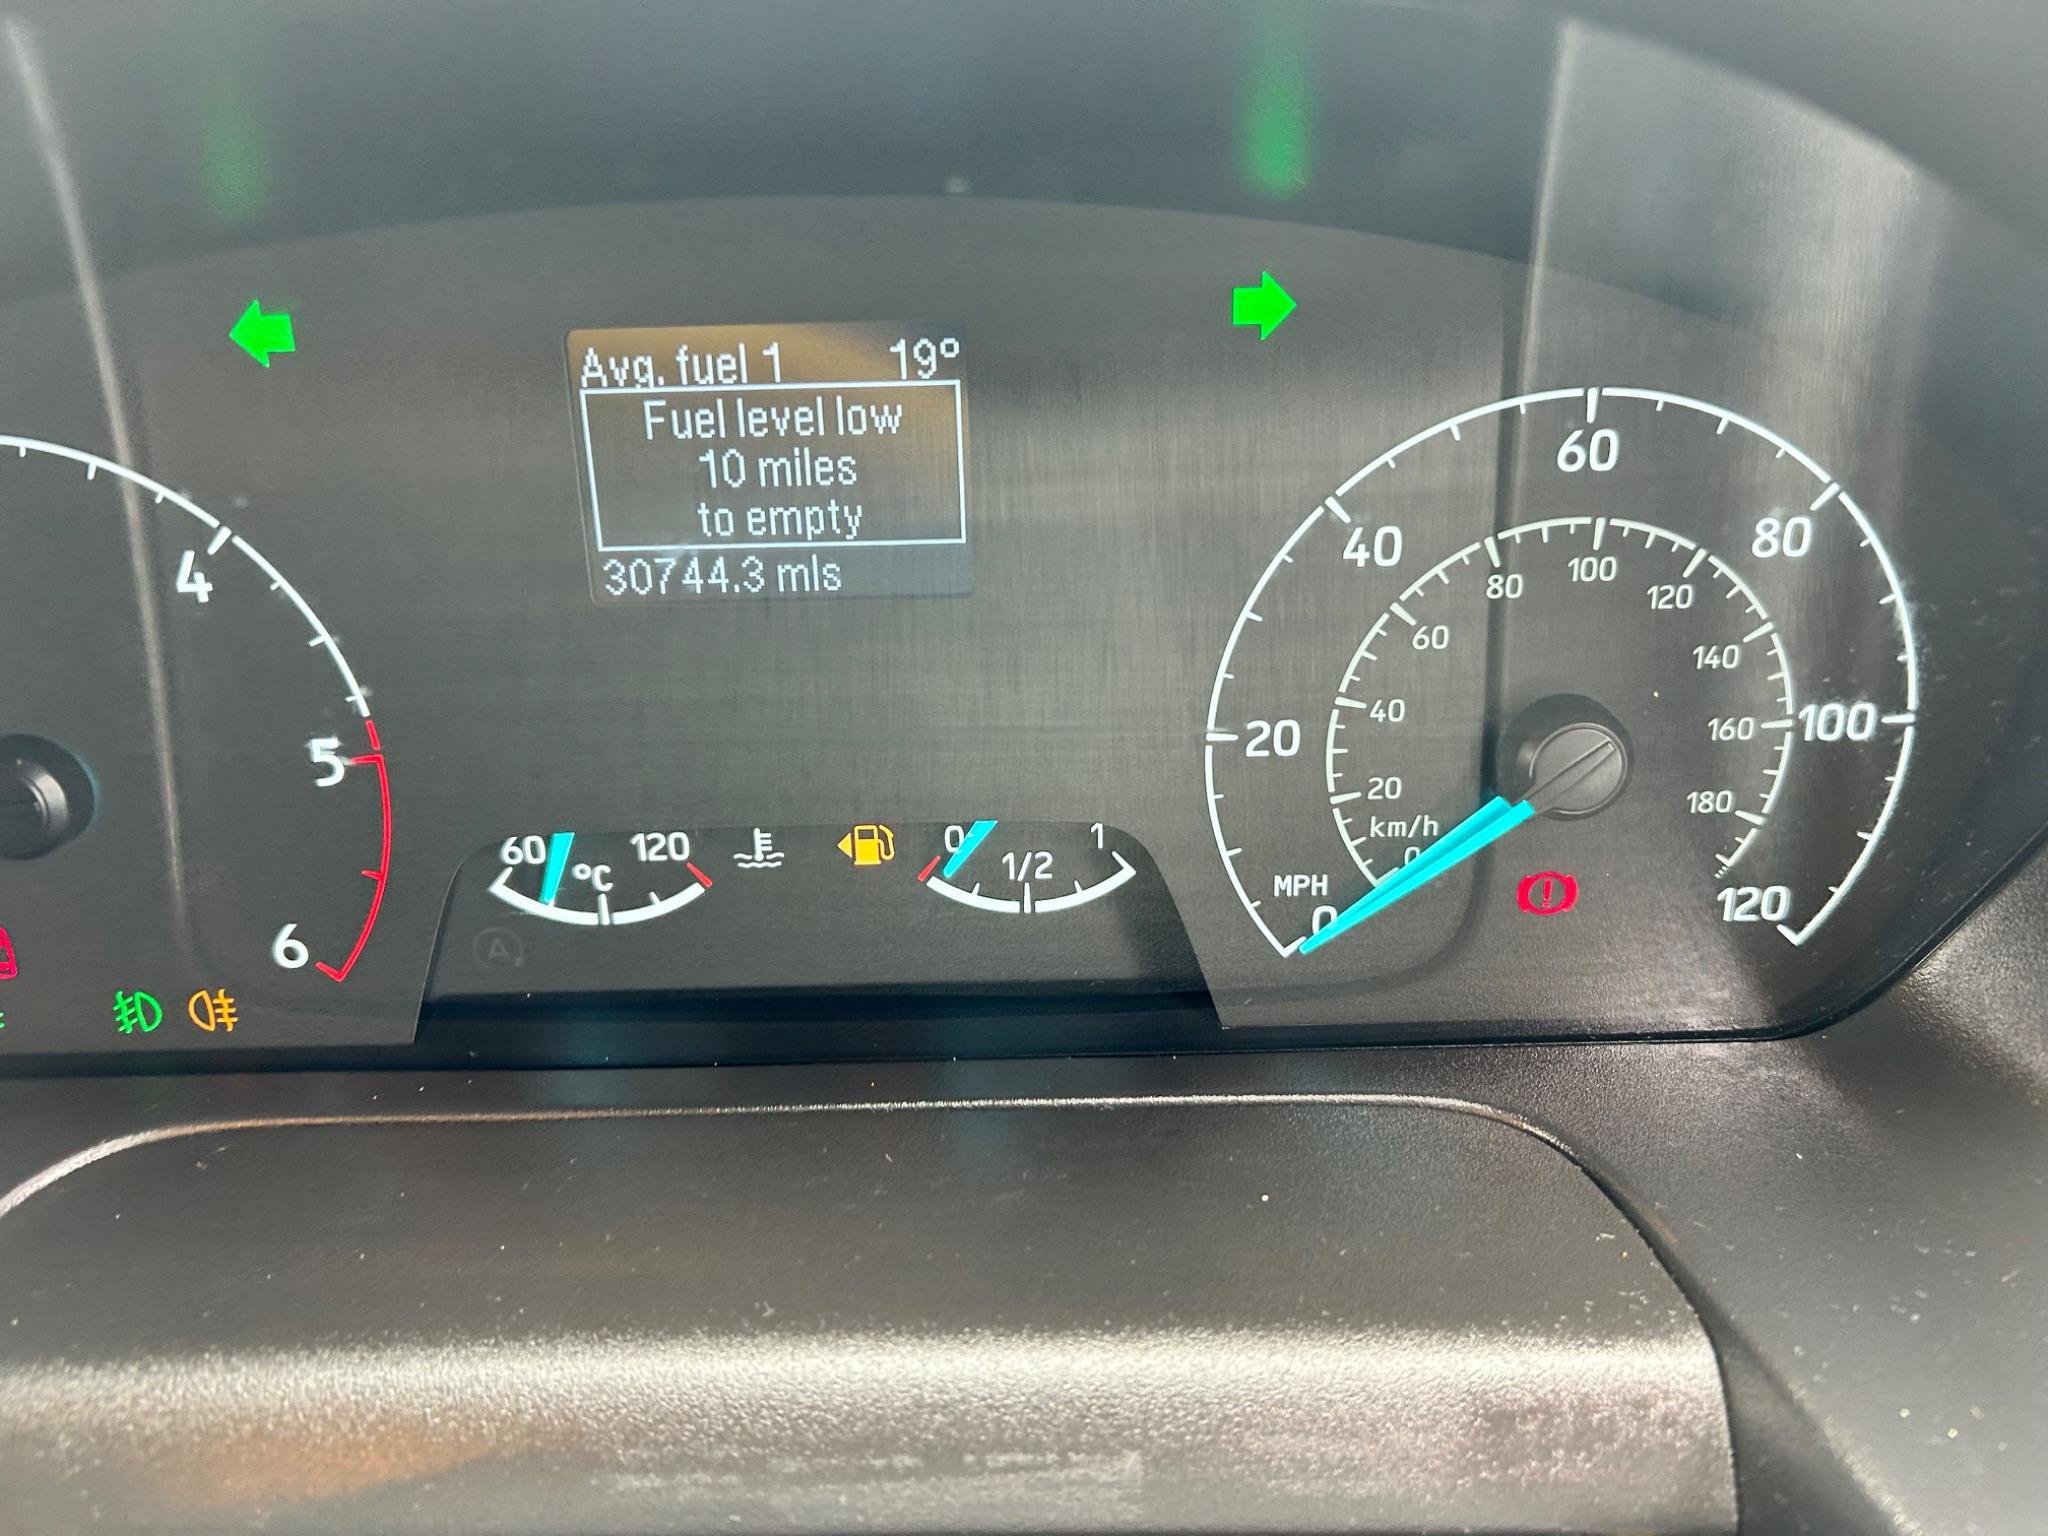 Avg. fuel 1 19°
Fuel level low
10 miles
to empty
30744.3 mls
4
5
6
60 °C 120
0 1/2 1
A
0 20 40 60 80 100 120
MPH
0 20 40 60 80 100 120 140 160 180
km/h